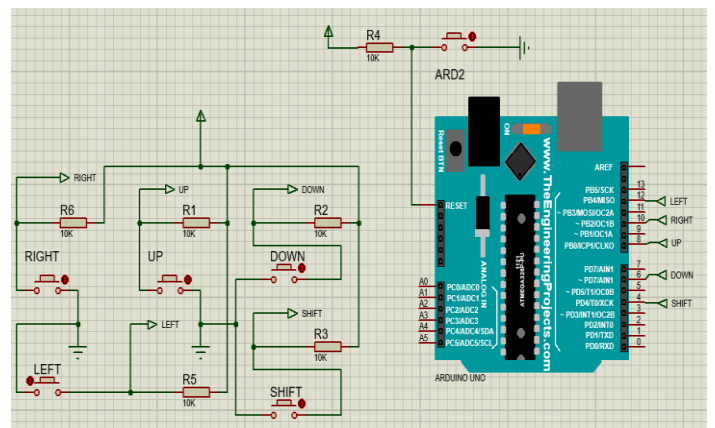 R4
10K
ARD2
RIGHT
UP
DOWN
R6
10K
R1
10K
R2
10K
RIGHT
UP
DOWN
LEFT
SHIFT
R3
10K
LEFT
R5
10K
SHIFT
Reset BTN
ON
www.TheEngineeringProjects.com
RESET
ANALOG IN
A0 PC0/ADC0
A1 PC1/ADC1
A2 PC2/ADC2
A3 PC3/ADC3
A4 PC4/ADC4/SDA
A5 PC5/ADC5/SCL
AREF
PB5/SCK 13
PB4/MISO 12 LEFT
~ PB3/MOSI/OC2A 11
~ PB2/OC1B 10 RIGHT
~ PB1/OC1A 9
PB0/ICP1/CLKO 8 UP
PD7/AIN1 7
~ PD7/AIN1 6 DOWN
~ PD5/T1/OC0B 5
PD4/T0/XCK 4 SHIFT
~ PD3/INT1/OC2B 3
PD2/INT0 2
PD1/TXD 1
PD0/RXD 0
ARDUINO UNO